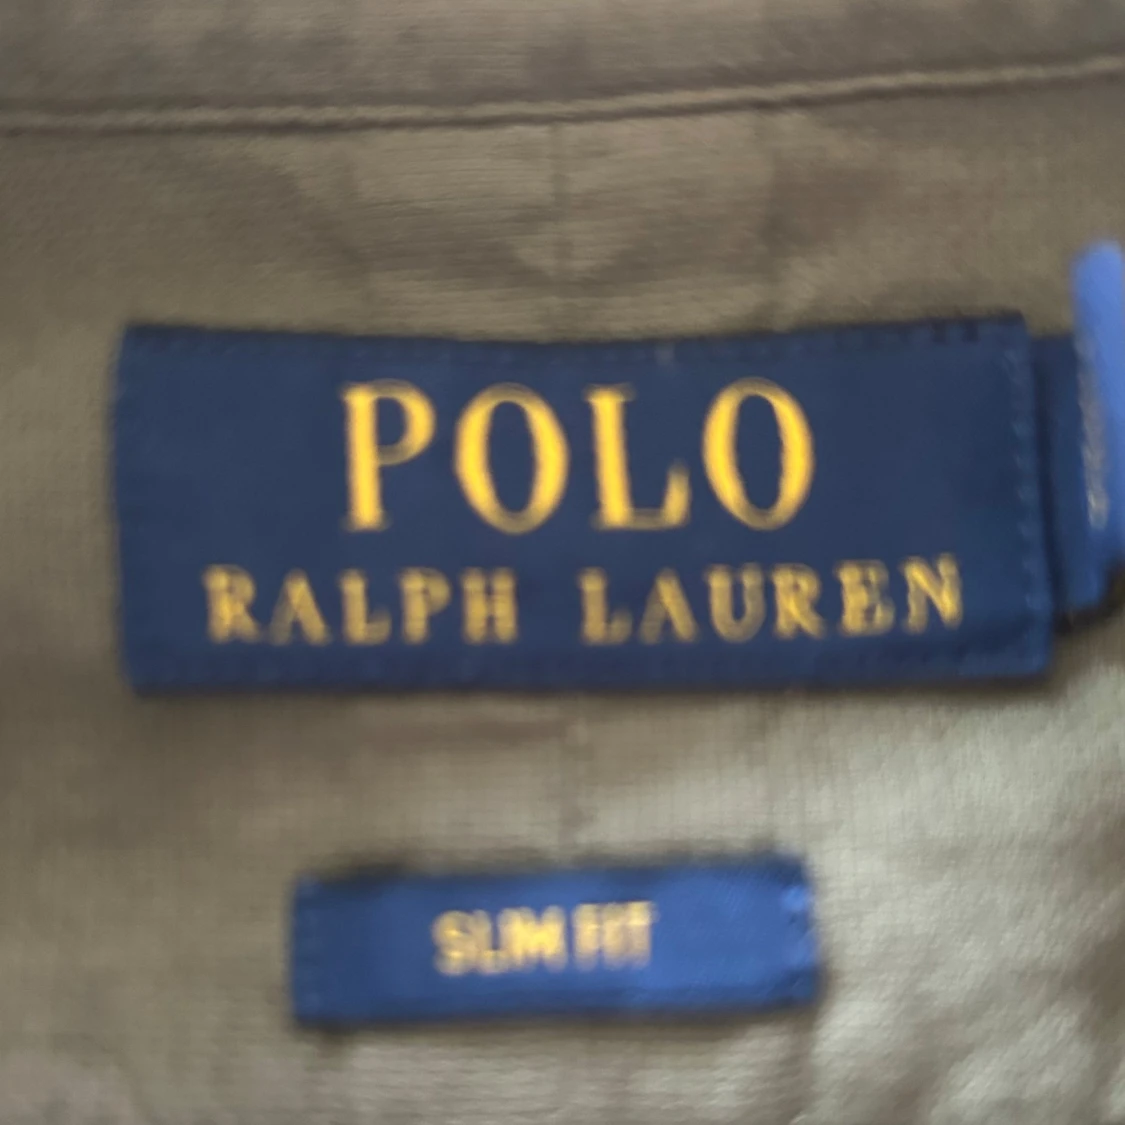 POLO
RALPH LAUREN
SLIM FIT